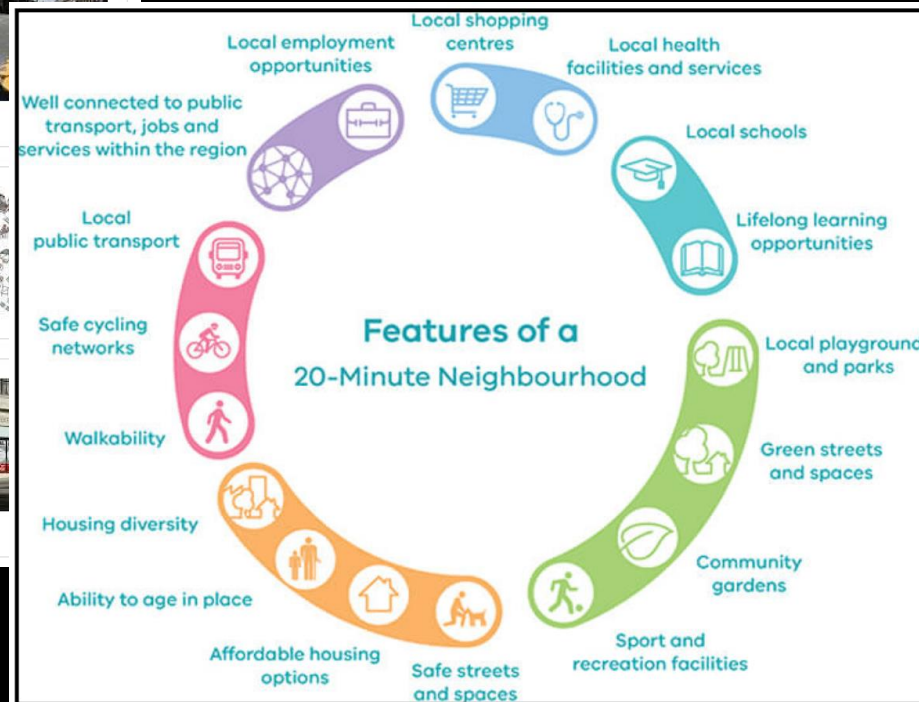 Features of a
20-Minute Neighbourhood
Local shopping
centres
Local health
facilities and services
Local schools
Lifelong learning
opportunities
Local playground
and parks
Green streets
and spaces
Community
gardens
Sport and
recreation facilities
Safe streets
and spaces
Affordable housing
options
Ability to age in place
Housing diversity
Walkability
Safe cycling
networks
Local
public transport
Well connected to public
transport, jobs and
services within the region
Local employment
opportunities